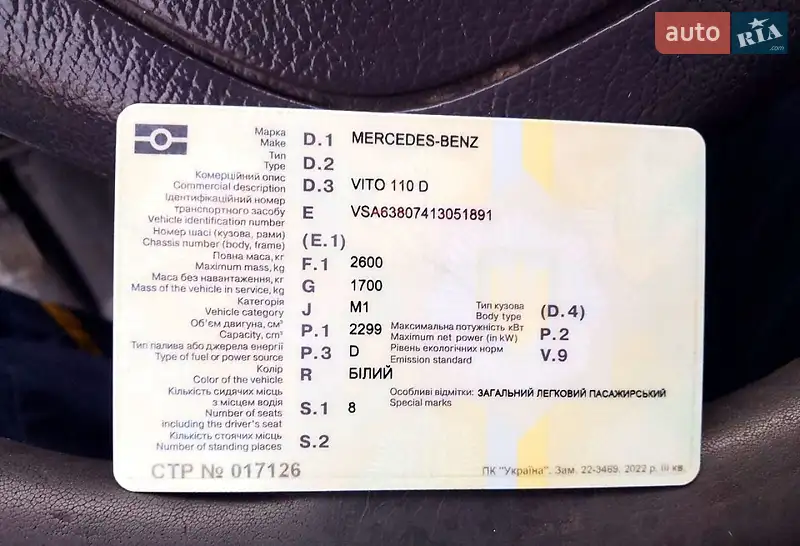 auto RIA .com
Марка
Make D.1 MERCEDES-BENZ
Тип
Type D.2
Комерційний опис
Commercial description D.3 VITO 110 D
Ідентифікаційний номер
транспортного засобу
Vehicle identification number E VSA63807413051891
Номер шасі (кузова, рами)
Chassis number (body, frame) (E.1)
Повна маса, кг
Maximum mass, kg F.1 2600
Маса без навантаження, кг
Mass of the vehicle in service, kg G 1700
Категорія
Vehicle category J M1
Тип кузова
Body type (D.4)
Об'єм двигуна, см³
Capacity, cm³ P.1 2299
Максимальна потужність кВт
Maximum net power (in kW) P.2
Тип палива або джерела енергії
Type of fuel or power source P.3 D
Рівень екологічних норм
Emission standard V.9
Колір
Color of the vehicle R БІЛИЙ
Кількість сидячих місць
з місцем водія
Number of seats
including the driver's seat S.1 8
Особливі відмітки: ЗАГАЛЬНИЙ ЛЕГКОВИЙ ПАСАЖИРСЬКИЙ
Special marks
Кількість стоячих місць
Number of standing places S.2
СТР № 017126
ПК "Україна". Зам. 22-3469. 2022 р. III кв.